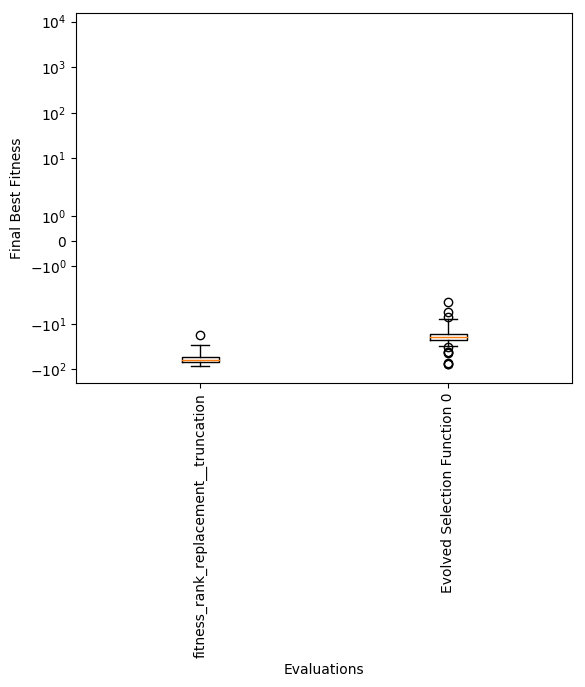 10⁴
10³
10²
10¹
10⁰
0
−10⁰
−10¹
−10²
Final Best Fitness
fitness_rank_replacement__truncation
Evolved Selection Function 0
Evaluations